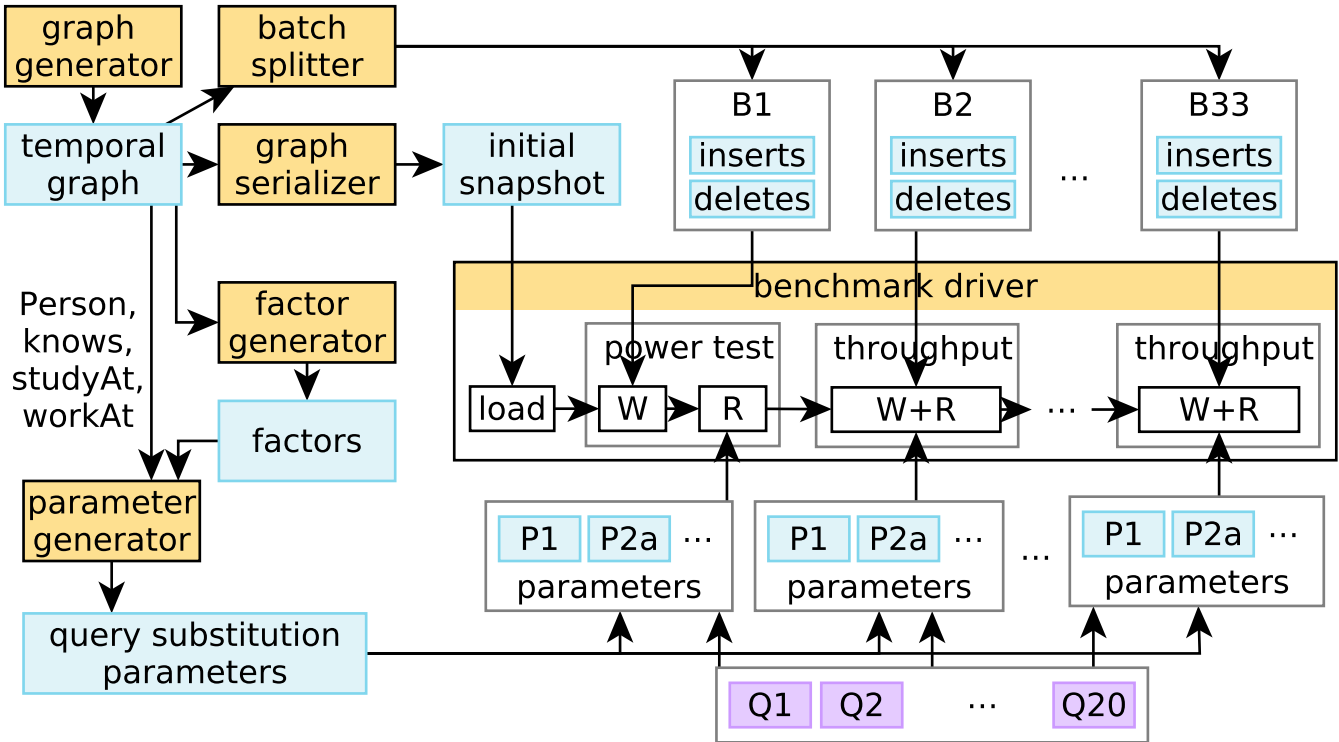 graph
generator
batch
splitter
temporal
graph
graph
serializer
initial
snapshot
B1
inserts
deletes
B2
inserts
deletes
...
B33
inserts
deletes
Person,
knows,
studyAt,
workAt
factor
generator
factors
parameter
generator
query substitution
parameters
benchmark driver
load
power test
W
R
throughput
W+R
...
throughput
W+R
P1
P2a
...
parameters
P1
P2a
...
parameters
...
P1
P2a
...
parameters
Q1
Q2
...
Q20